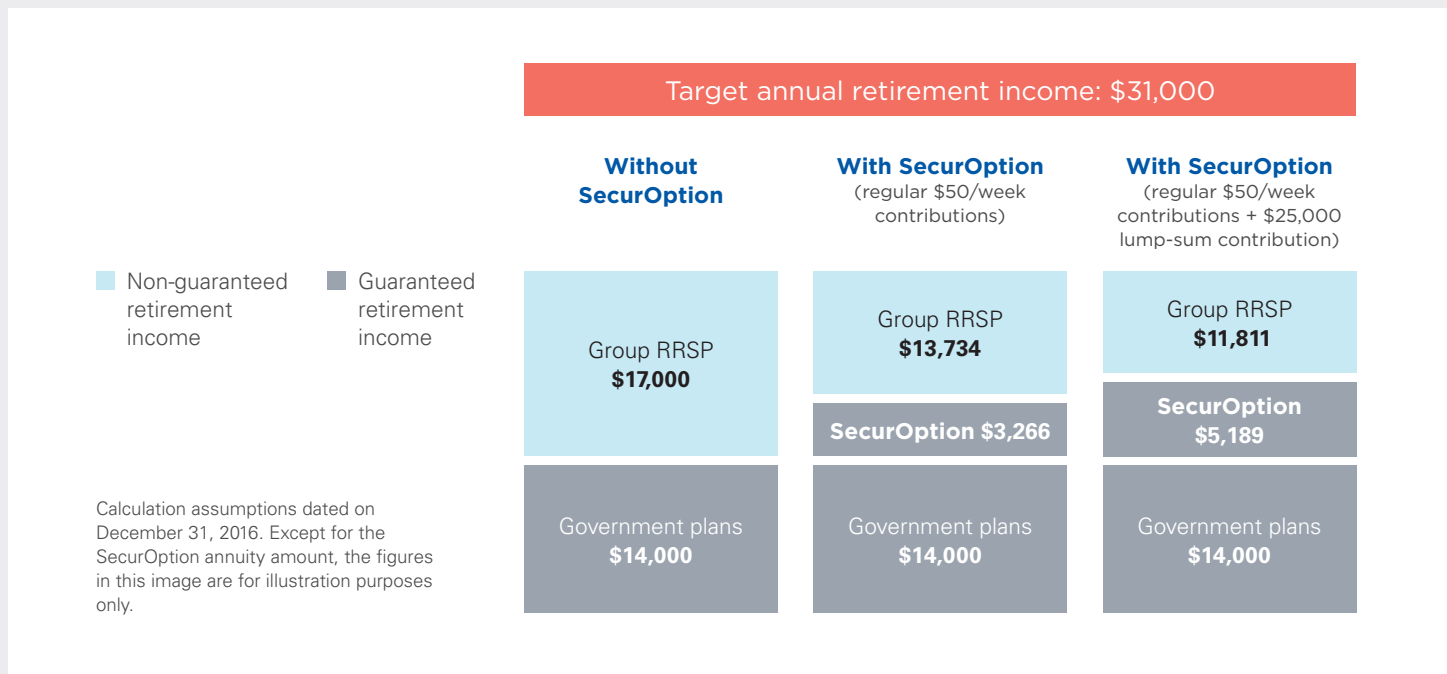 Target annual retirement income: $31,000
Without
SecurOption
With SecurOption
(regular $50/week
contributions)
With SecurOption
(regular $50/week
contributions + $25,000
lump-sum contribution)
Non-guaranteed
retirement
income
Guaranteed
retirement
income
Group RRSP
$17,000
Government plans
$14,000
Group RRSP
$13,734
SecurOption $3,266
Government plans
$14,000
Group RRSP
$11,811
SecurOption
$5,189
Government plans
$14,000
Calculation assumptions dated on
December 31, 2016. Except for the
SecurOption annuity amount, the figures
in this image are for illustration purposes
only.